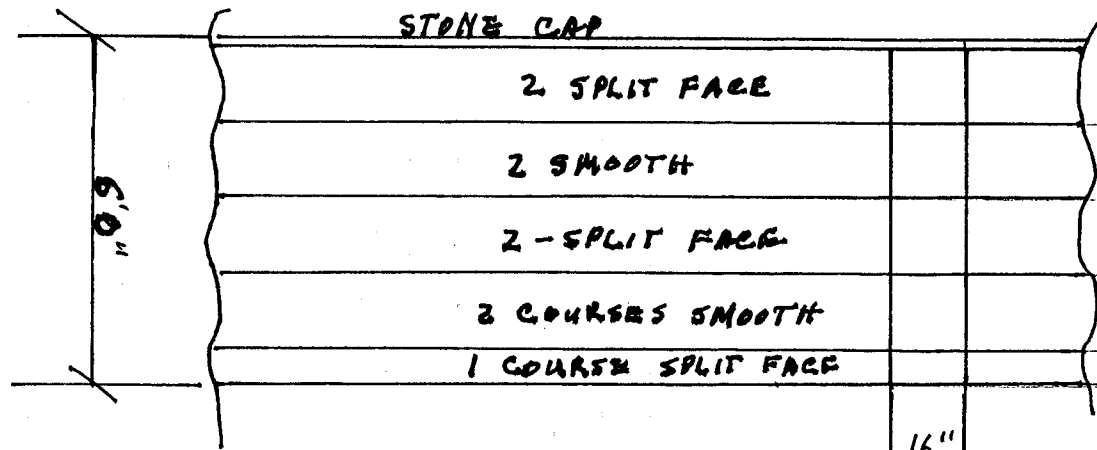 STONE CAP
2 SPLIT FACE
2 SMOOTH
2 - SPLIT FACE
2 COURSES SMOOTH
1 COURSE SPLIT FACE
6'0"
16"